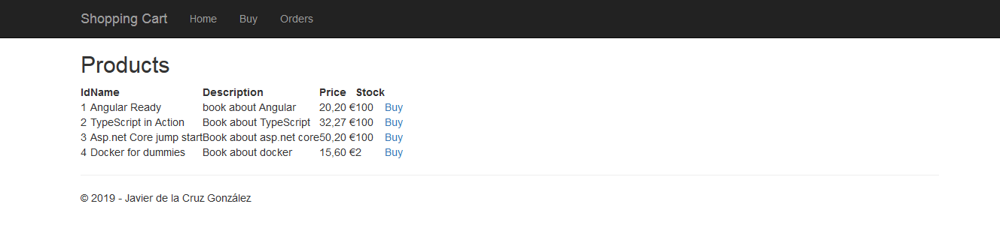 Shopping Cart Home Buy Orders
Products
Id Name Description Price Stock
1 Angular Ready book about Angular 20,20 € 100 Buy
2 TypeScript in Action Book about TypeScript 32,27 € 100 Buy
3 Asp.net Core jump start Book about asp.net core 50,20 € 100 Buy
4 Docker for dummies Book about docker 15,60 € 2 Buy
© 2019 - Javier de la Cruz González